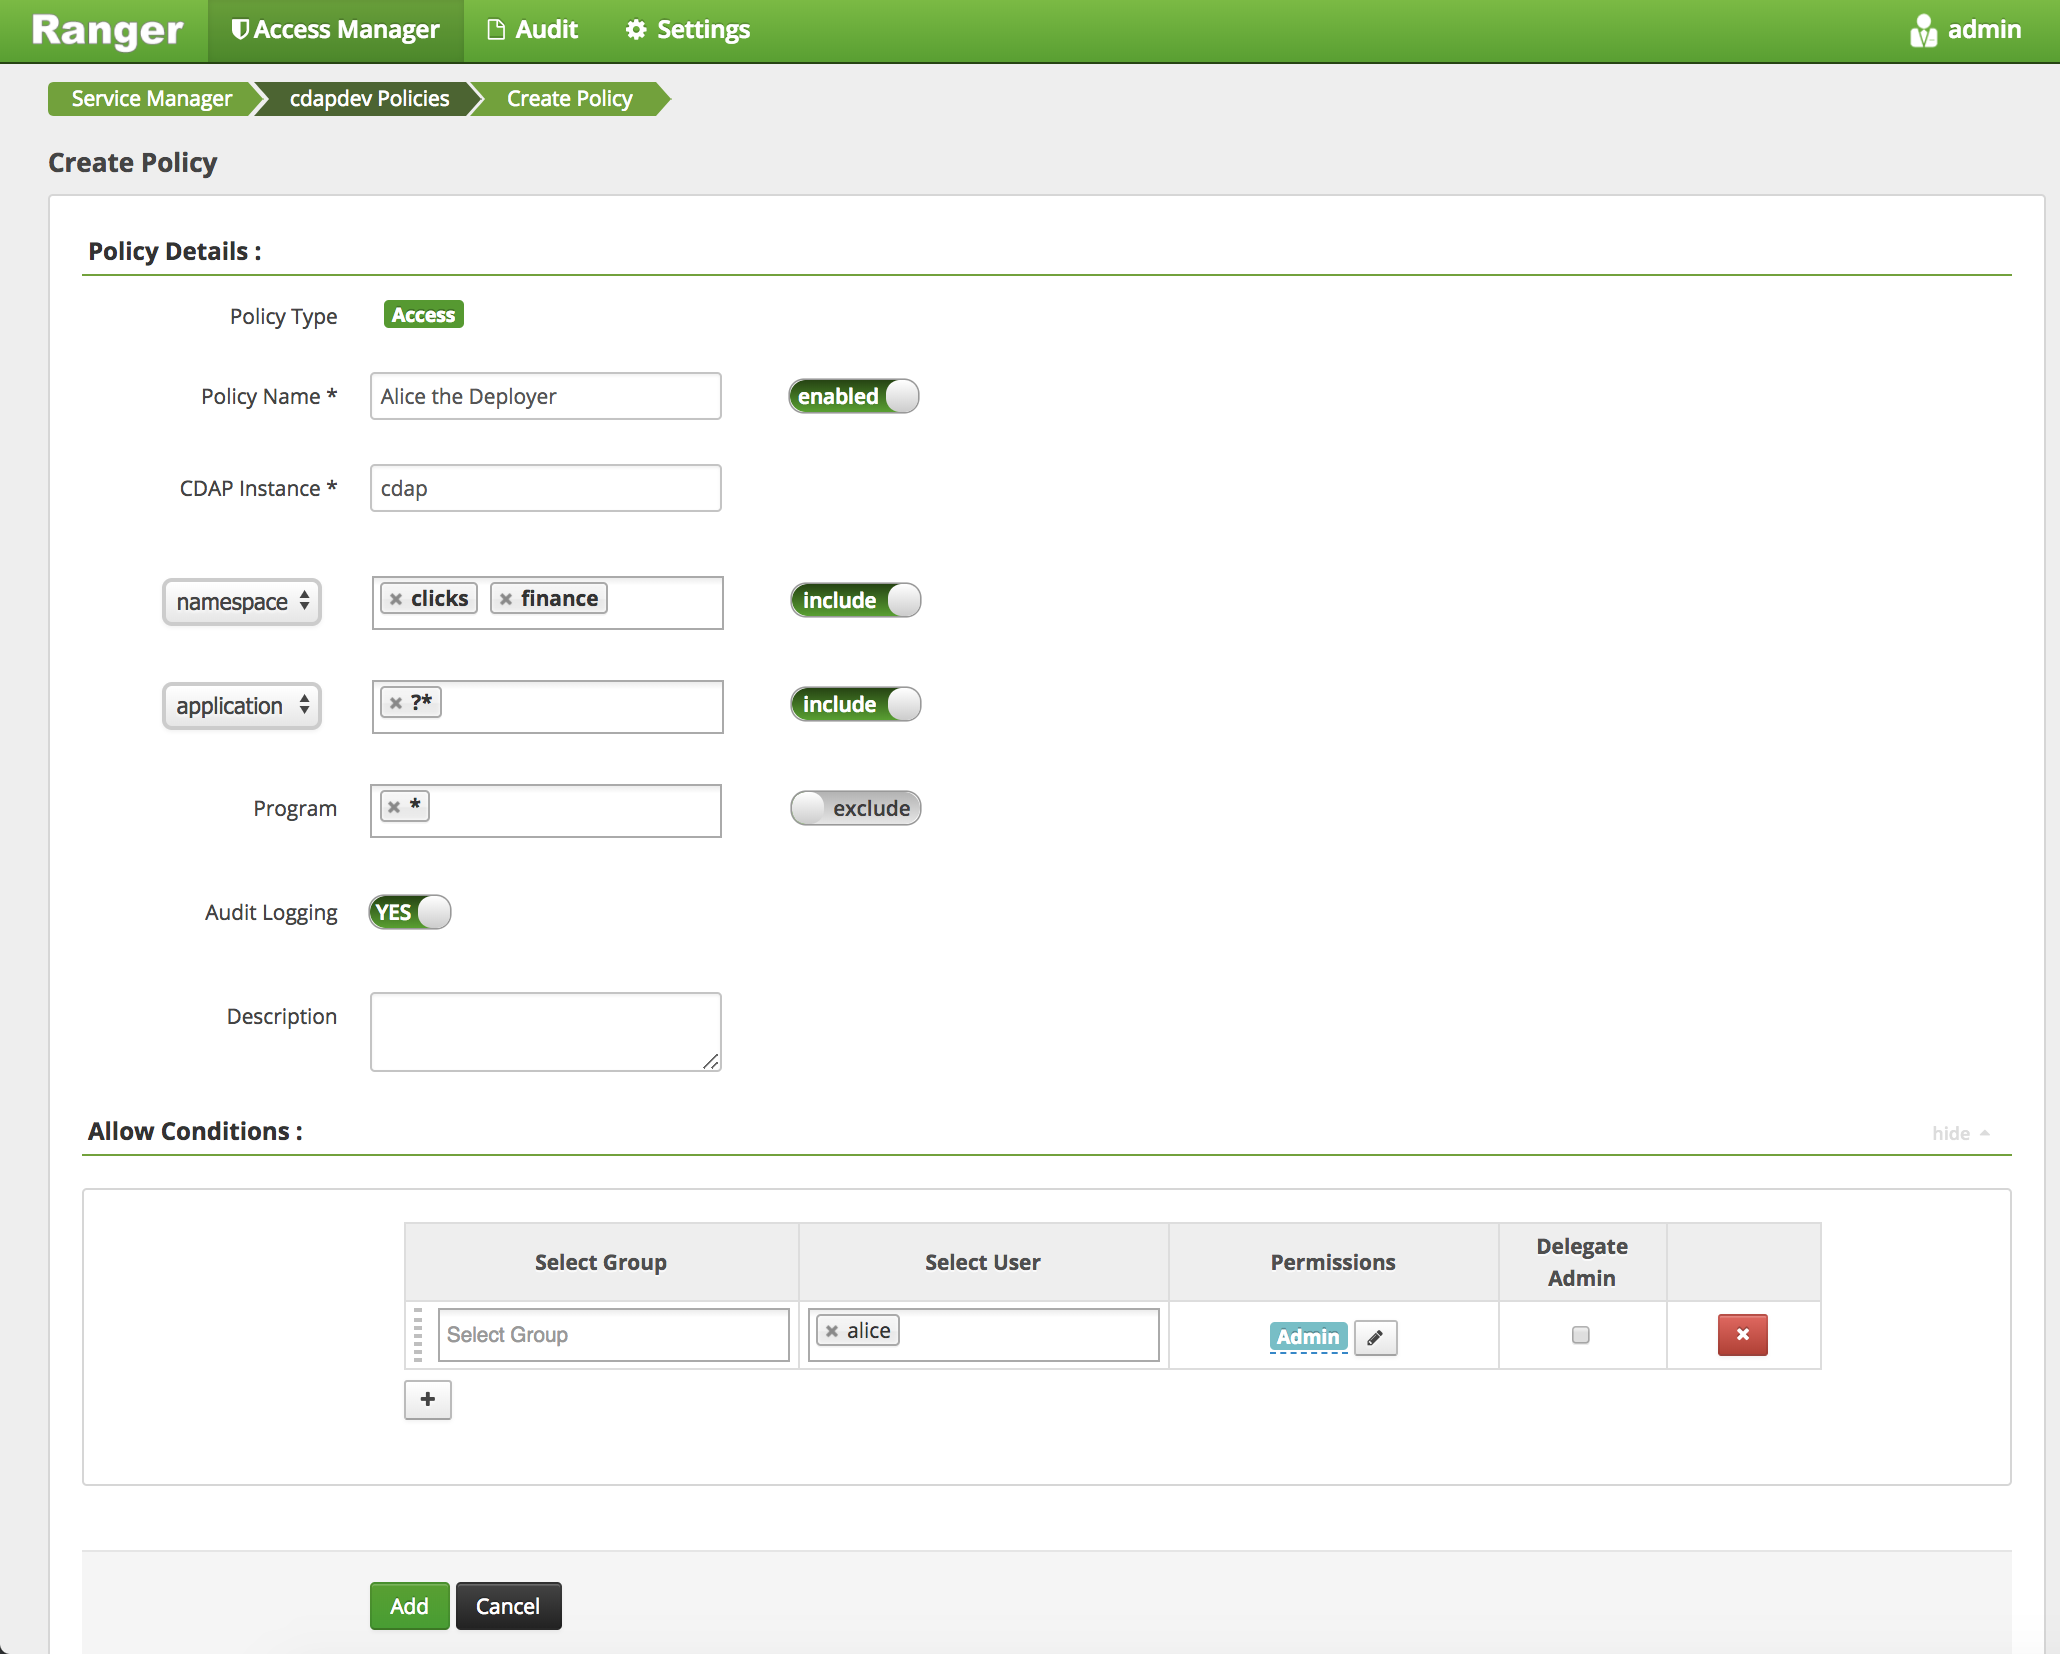 Ranger Access Manager Audit Settings admin
Service Manager cdapdev Policies Create Policy
Create Policy
Policy Details :
Policy Type Access
Policy Name * Alice the Deployer enabled
CDAP Instance * cdap
namespace × clicks × finance include
application × ?* include
Program × * exclude
Audit Logging YES
Description
Allow Conditions : hide
Select Group Select User Permissions Delegate Admin
Select Group × alice Admin ×
+
Add Cancel